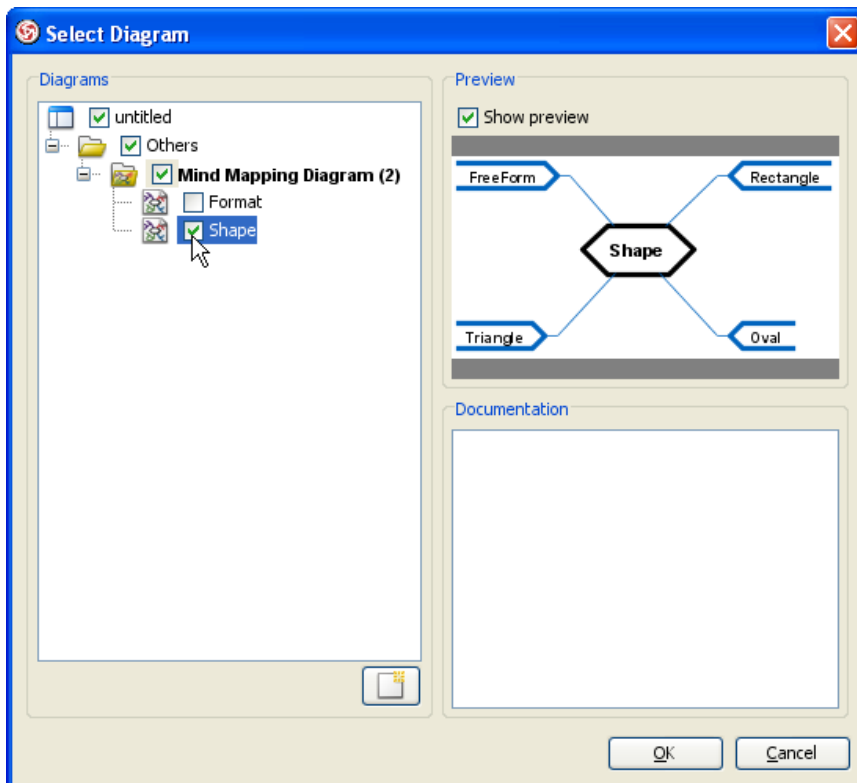 Select Diagram
Diagrams
untitled
Others
Mind Mapping Diagram (2)
Format
Shape
Preview
Show preview
FreeForm
Rectangle
Shape
Triangle
Oval
Documentation
OK
Cancel